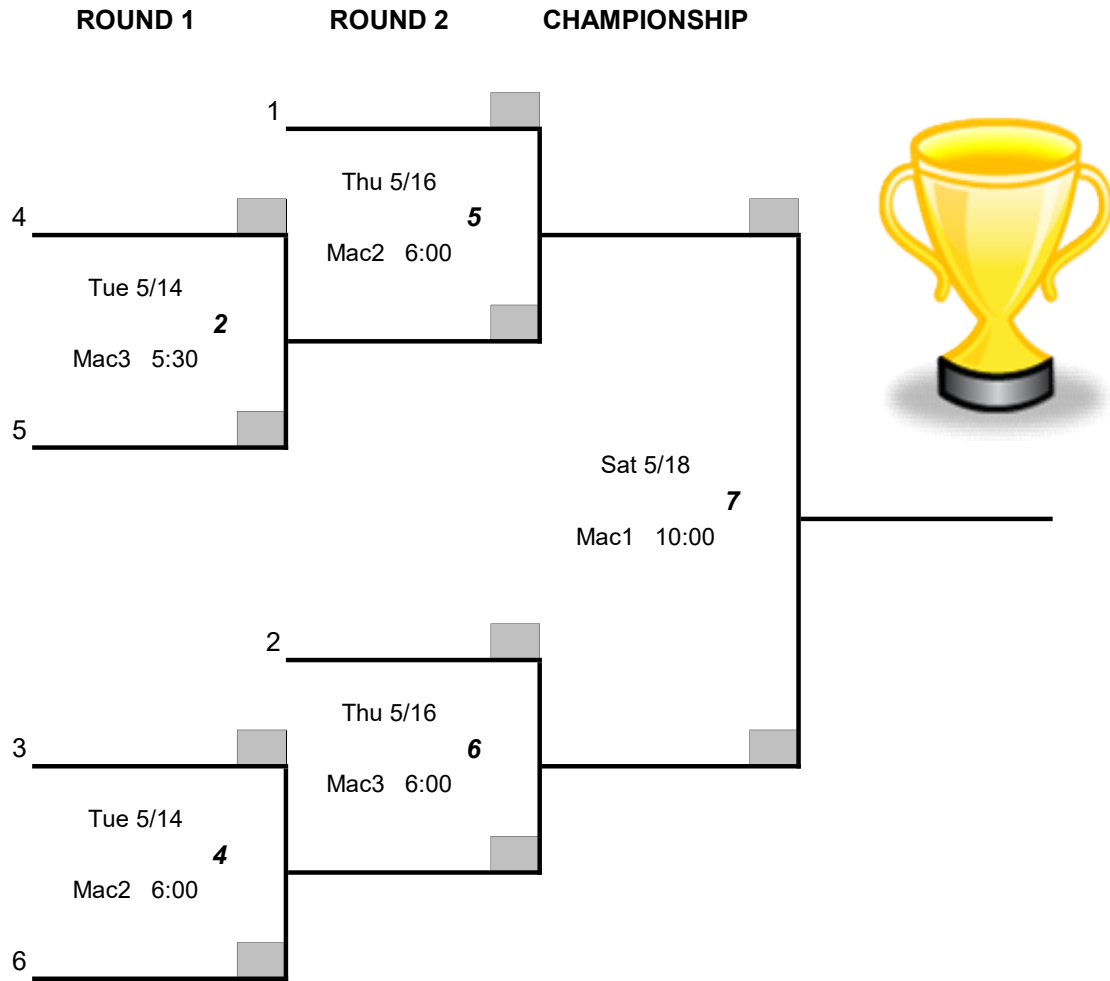 ROUND 1 ROUND 2 CHAMPIONSHIP
1
Thu 5/16
5
Mac2 6:00
4
Tue 5/14
2
Mac3 5:30
5
Sat 5/18
7
Mac1 10:00
2
Thu 5/16
6
Mac3 6:00
3
Tue 5/14
4
Mac2 6:00
6